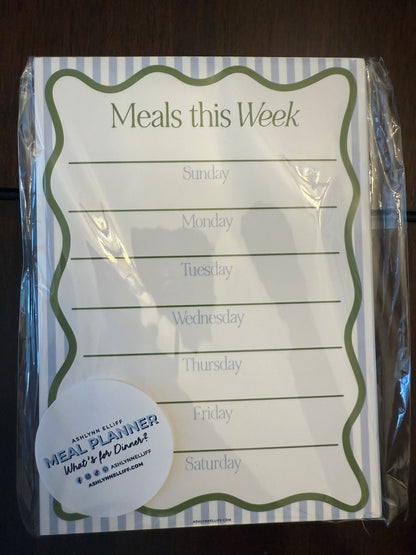 Meals this Week
Sunday
Monday
Tuesday
Wednesday
Thursday
Friday
Saturday
ASHLYNN ELLIFF
MEAL PLANNER
What's for Dinner?
@ASHLYNNELLIFF
ASHLYNNELLIFF.COM
ASHLYNNELLIFF.COM